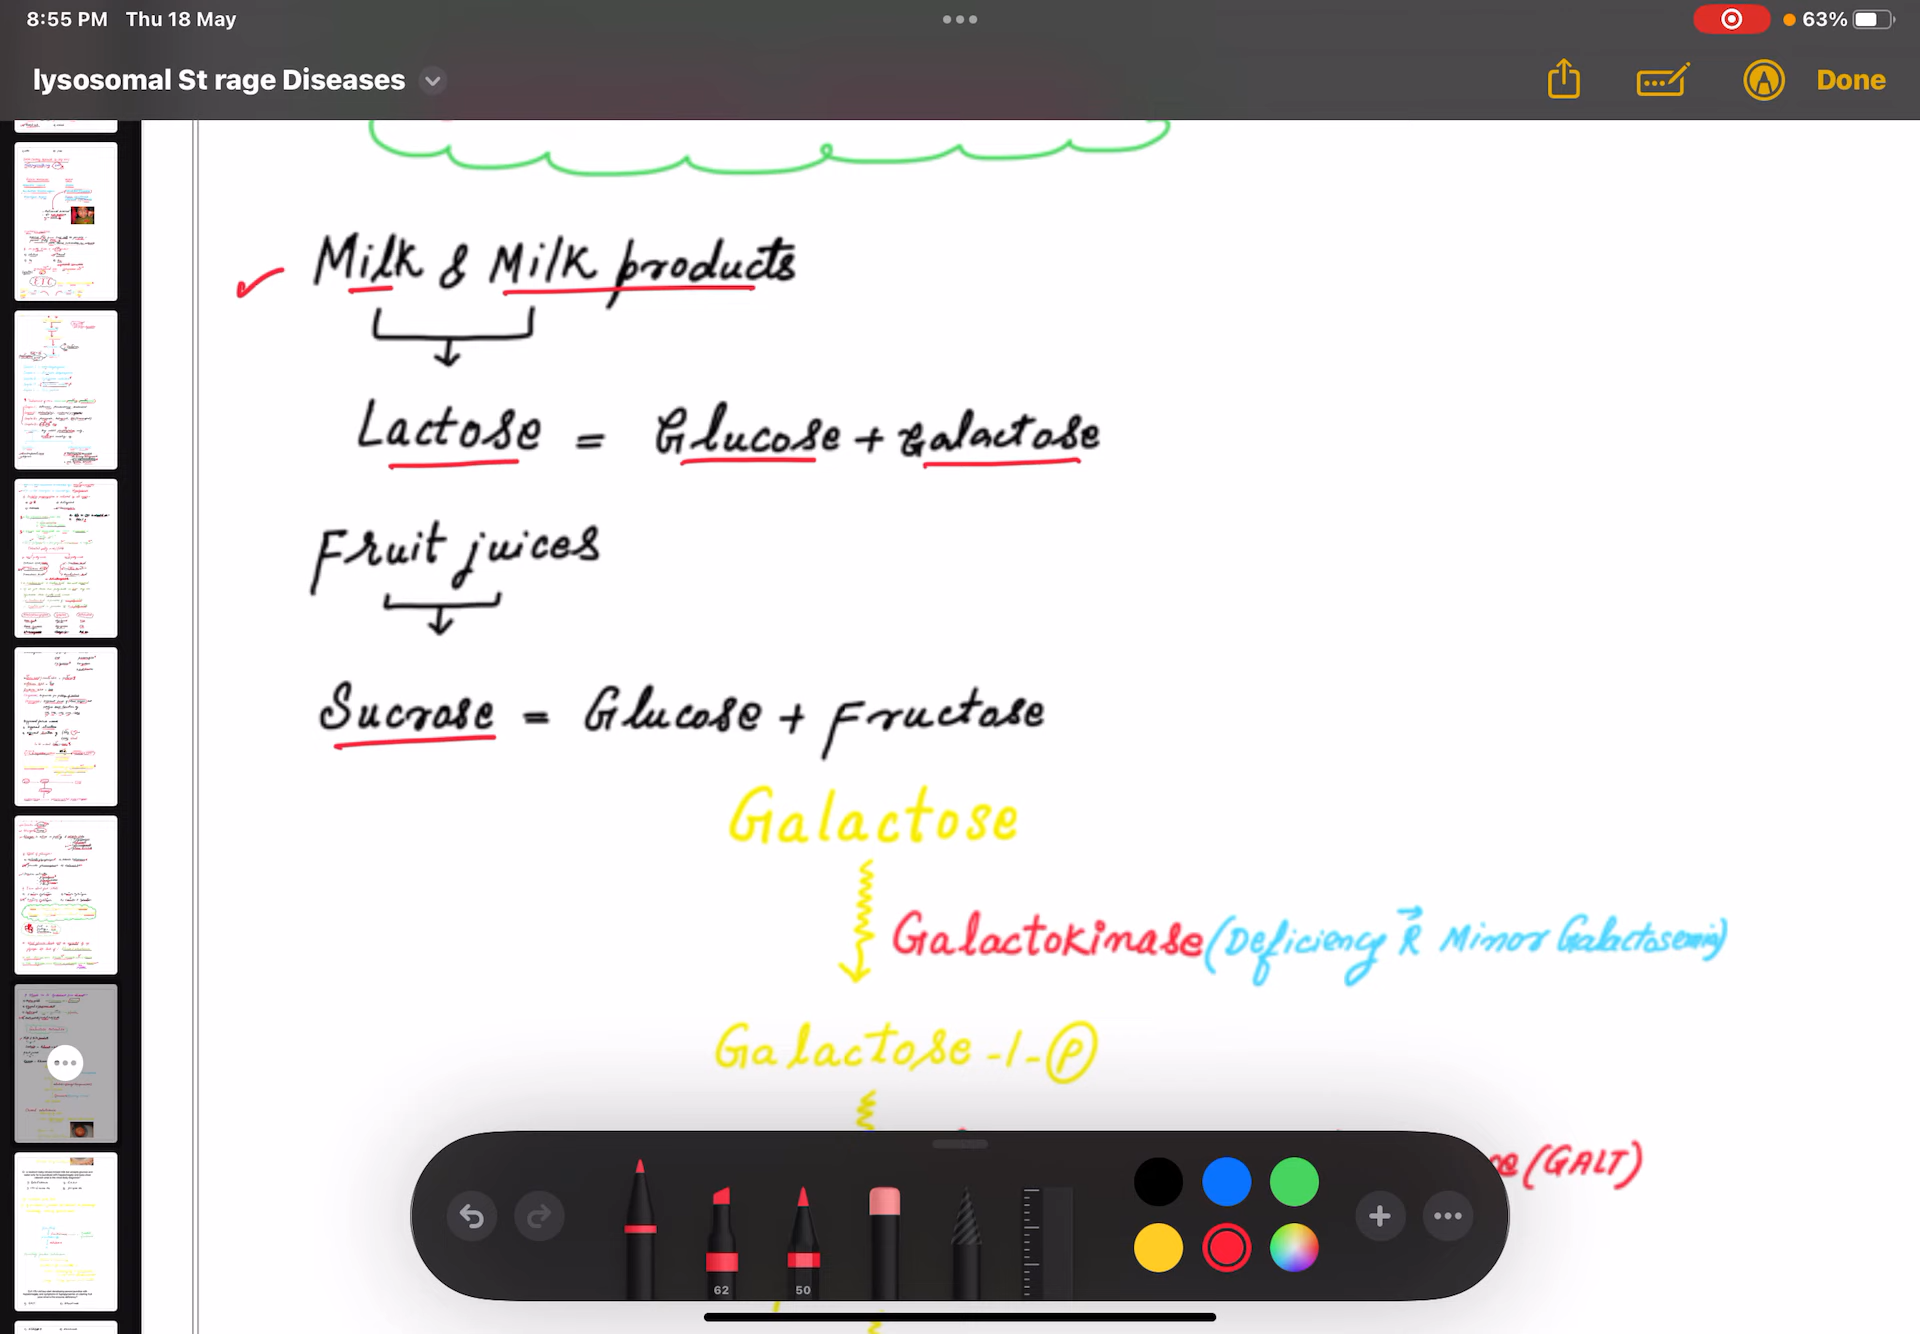 8:55 PM Thu 18 May
63%
lysosomal St rage Diseases
Done
Milk & Milk products
Lactose = Glucose + Galactose
Fruit juices
Sucrose = Glucose + Fructose
Galactose
Galactokinase (Deficiency R Minor Galactosemia)
Galactose -1- P
(GALT)
62
50